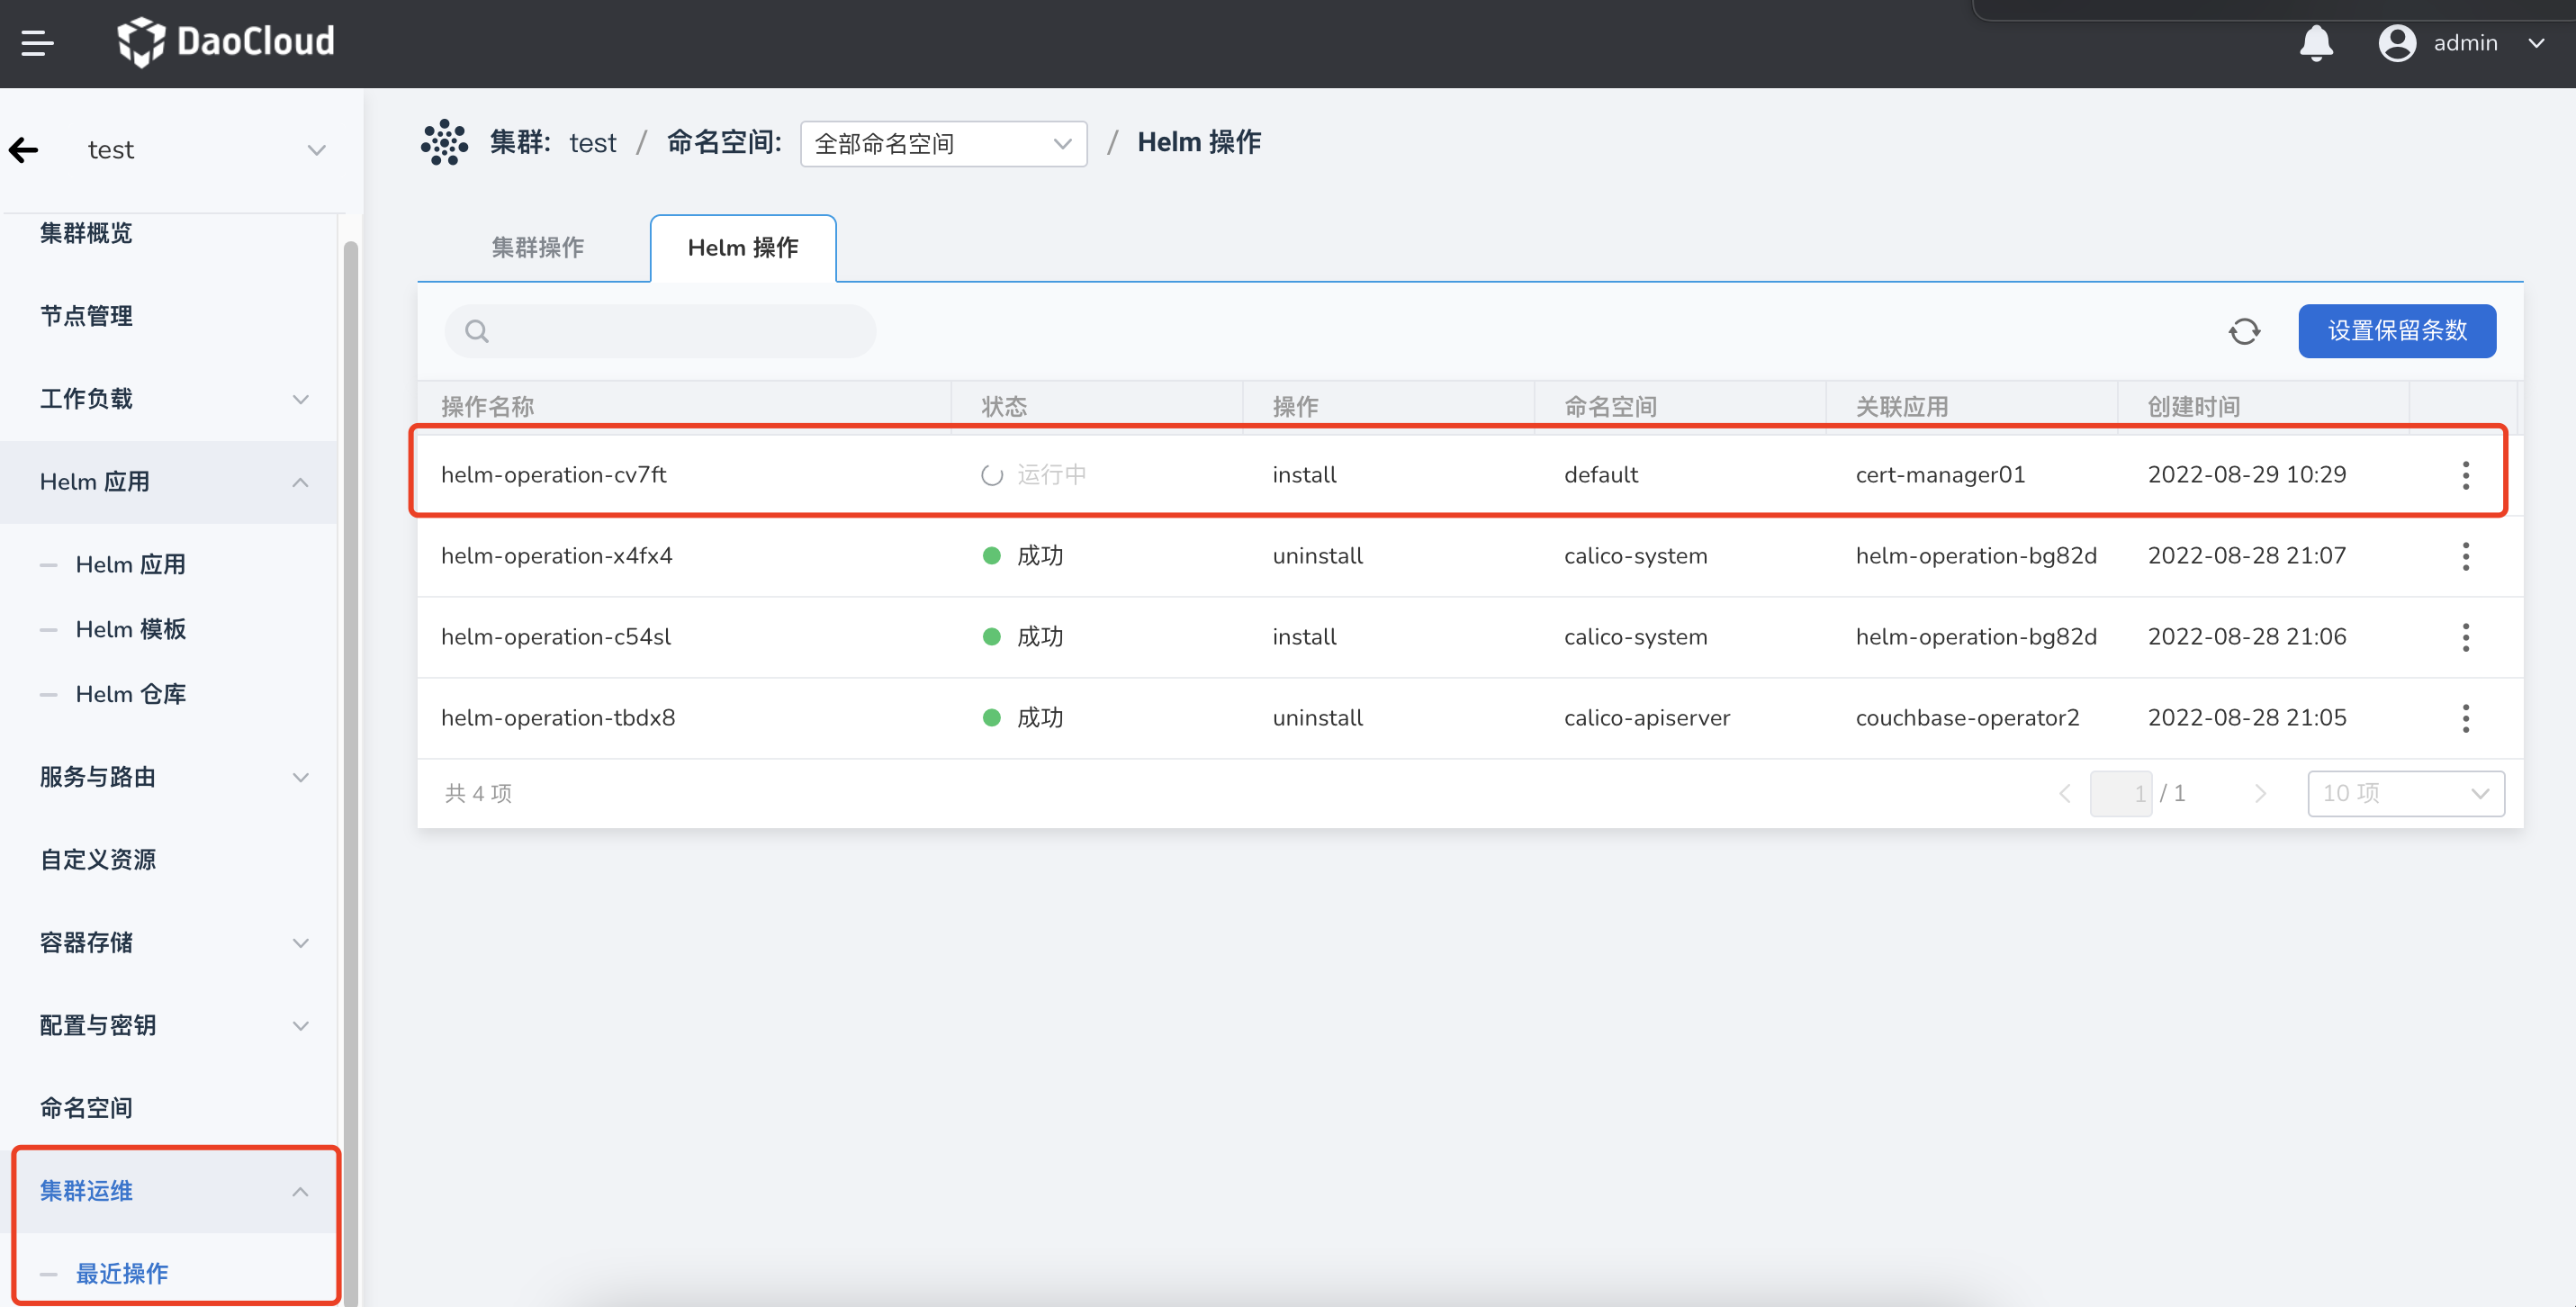 DaoCloud
admin
test
集群: test / 命名空间: 全部命名空间 / Helm 操作
集群概览
节点管理
工作负载
Helm 应用
Helm 应用
Helm 模板
Helm 仓库
服务与路由
自定义资源
容器存储
配置与密钥
命名空间
集群运维
最近操作
集群操作 Helm 操作
设置保留条数
操作名称 状态 操作 命名空间 关联应用 创建时间
helm-operation-cv7ft 运行中 install default cert-manager01 2022-08-29 10:29
helm-operation-x4fx4 成功 uninstall calico-system helm-operation-bg82d 2022-08-28 21:07
helm-operation-c54sl 成功 install calico-system helm-operation-bg82d 2022-08-28 21:06
helm-operation-tbdx8 成功 uninstall calico-apiserver couchbase-operator2 2022-08-28 21:05
共 4 项 1 / 1 10 项